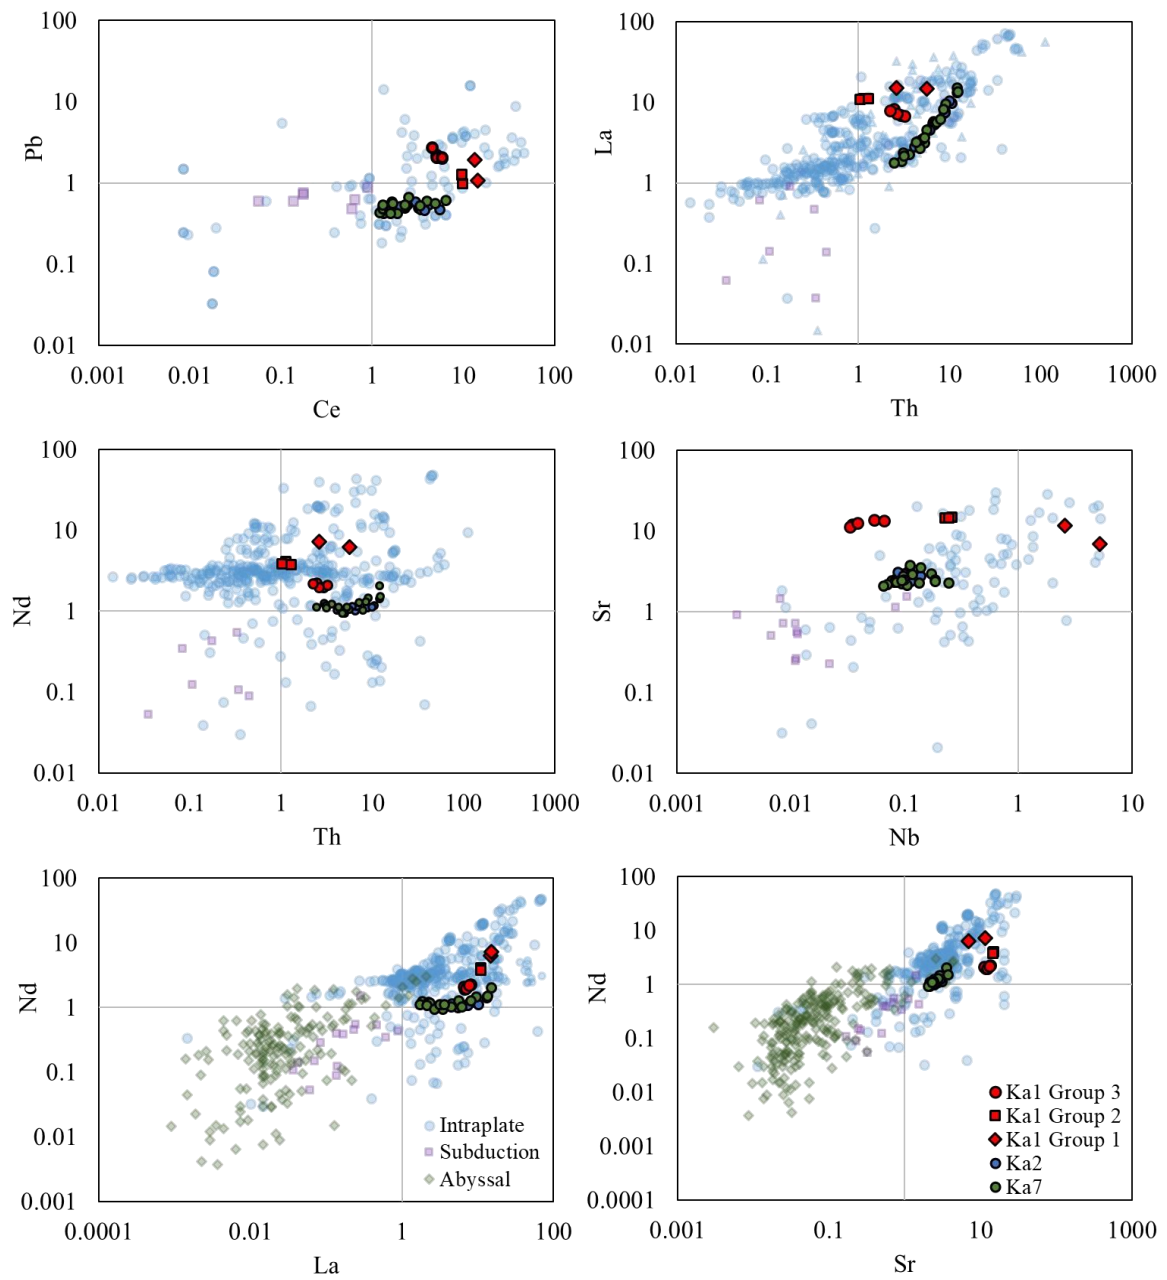 100
10
Pb
1
0.1
0.01
0.001 0.01 0.1 1 10 100
Ce
100
10
La
1
0.1
0.01
0.01 0.1 1 10 100 1000
Th
100
10
Nd
1
0.1
0.01
0.01 0.1 1 10 100 1000
Th
100
10
Sr
1
0.1
0.01
0.001 0.01 0.1 1 10
Nb
100
10
Nd
1
0.1
0.01
0.001
Intraplate
Subduction
Abyssal
0.0001 0.01 1 100
La
100
10
Nd
1
0.1
0.01
0.001
0.0001
Ka1 Group 3
Ka1 Group 2
Ka1 Group 1
Ka2
Ka7
0.001 0.1 10 1000
Sr